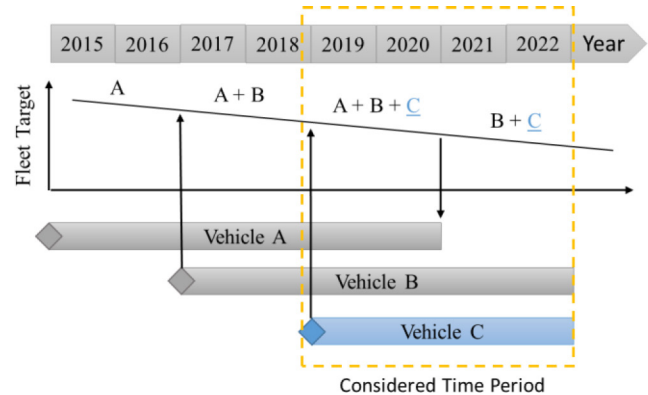 2015 2016 2017 2018 2019 2020 2021 2022 Year
Fleet Target
A
A + B
A + B + C
B + C
Vehicle A
Vehicle B
Vehicle C
Considered Time Period